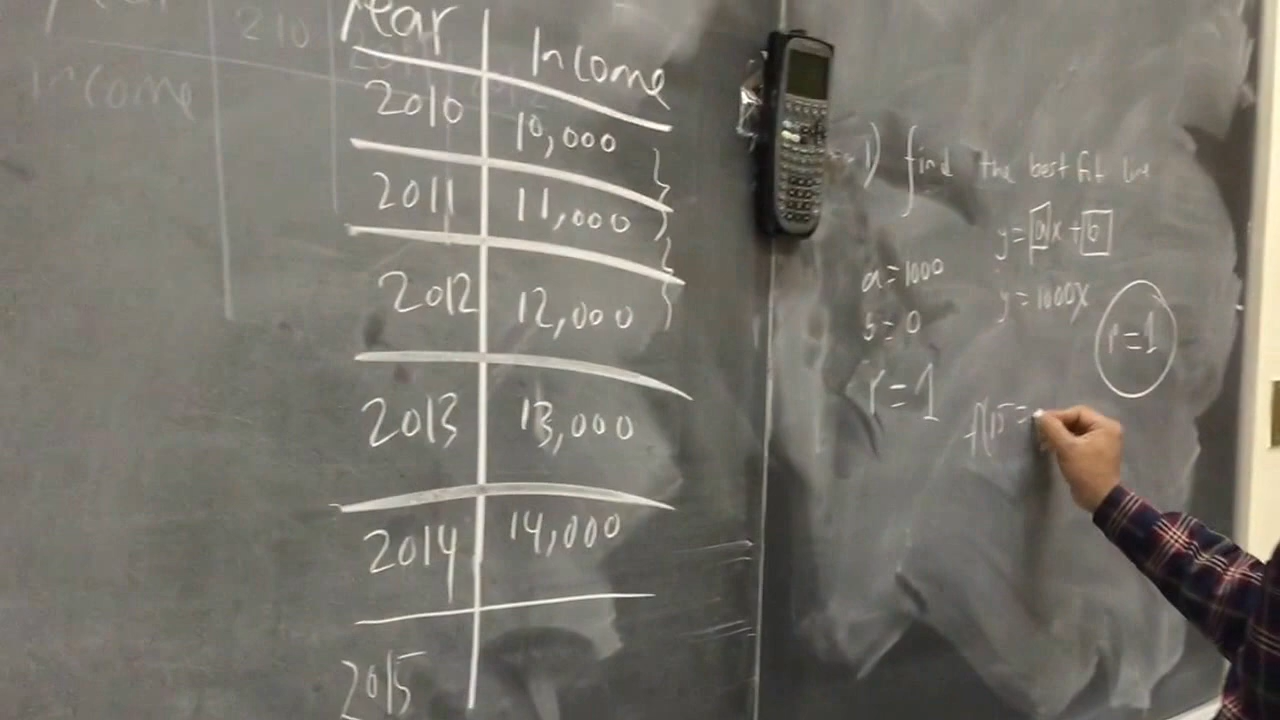 Year Income
2010 10,000
2011 11,000
2012 12,000
2013 13,000
2014 14,000
2015
210
Income
1) find the best fit line
y = ax + b
a = 1000
y = 1000x
b = 0
r = 1
r = 1
f(15 =